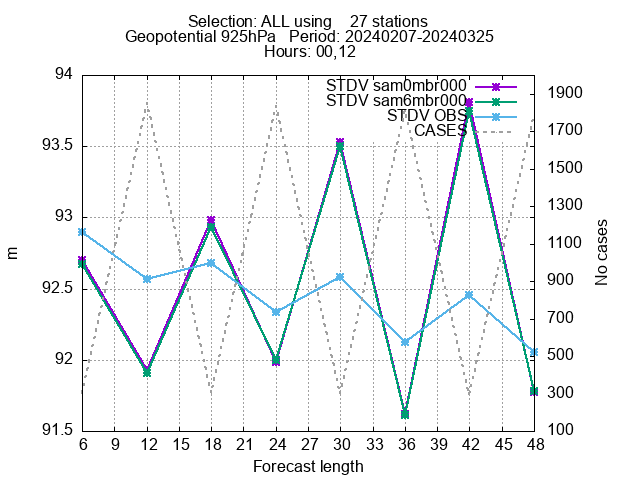 Selection: ALL using    27 stations
Geopotential 925hPa   Period: 20240207-20240325
Hours: 00,12
STDV sam0mbr000
STDV sam6mbr000
STDV OBS
CASES
94
93.5
93
92.5
92
91.5
m
1900
1700
1500
1300
1100
900
700
500
300
100
No cases
6 9 12 15 18 21 24 27 30 33 36 39 42 45 48
Forecast length